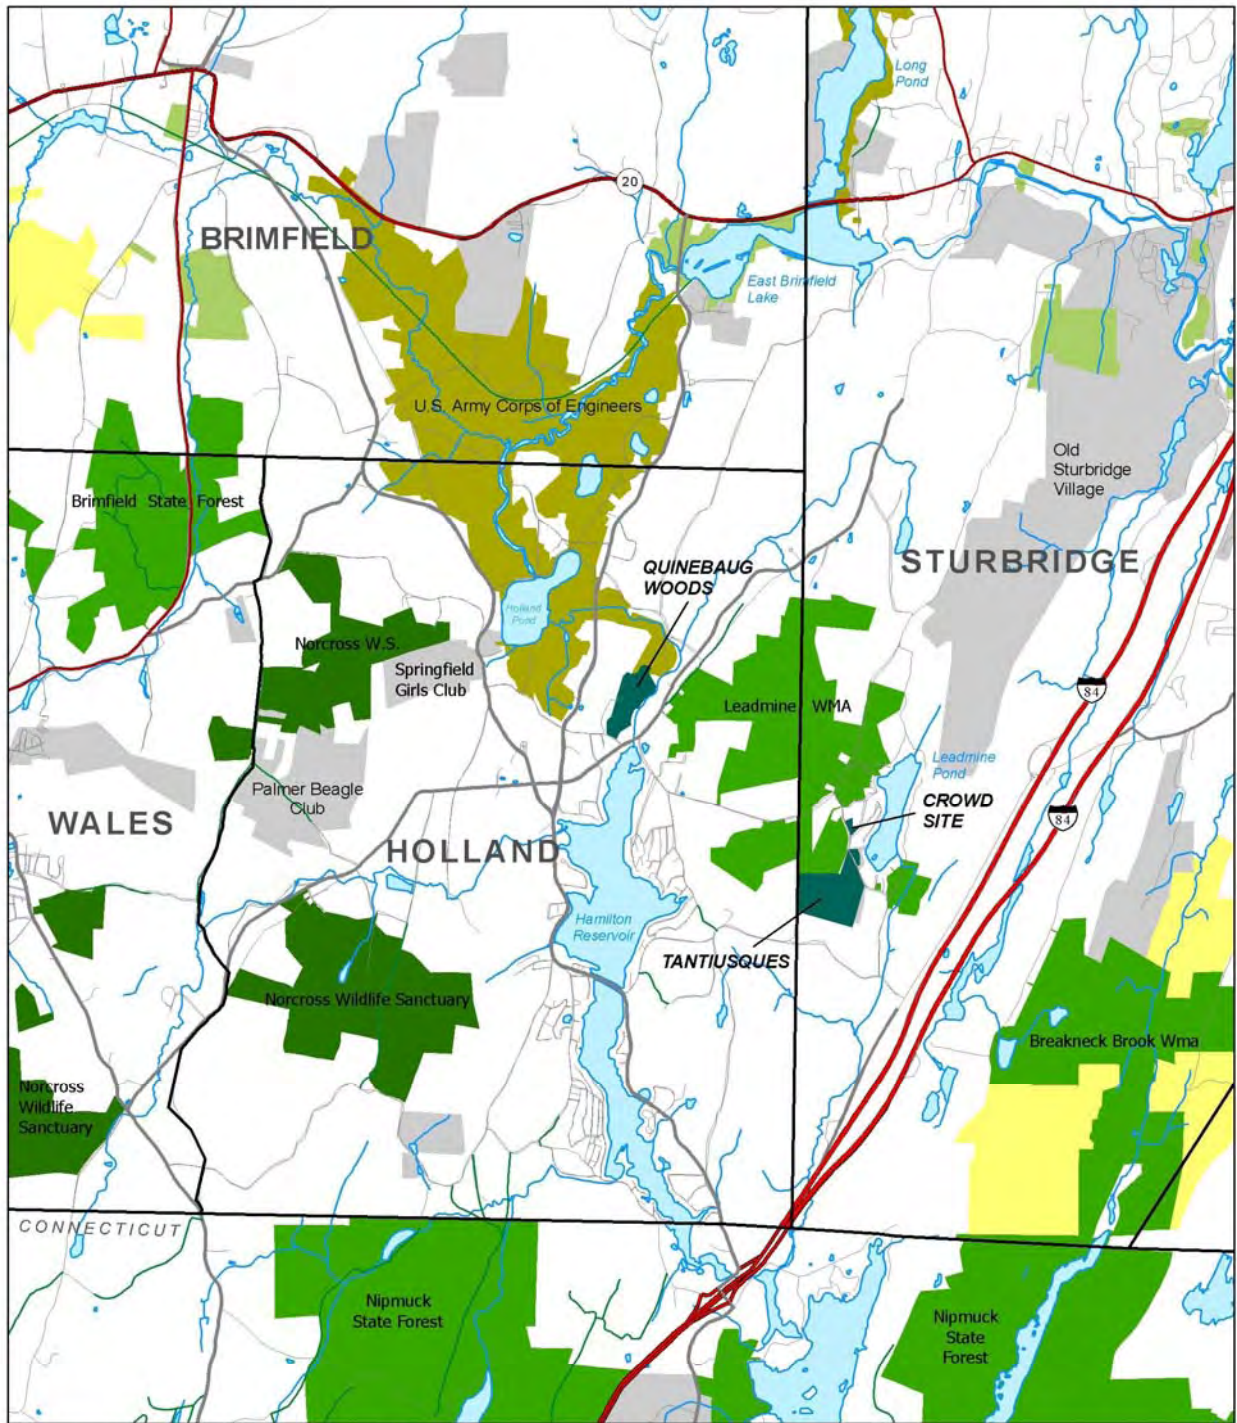 Long
Pond
20
BRIMFIELD
East Brimfield
Lake
U.S. Army Corps of Engineers
Old
Sturbridge
Village
Brimfield State Forest
STURBRIDGE
QUINEBAUG
WOODS
Holland
Pond
Norcross W.S.
Springfield
Girls Club
84
Leadmine WMA
Leadmine
Pond
Palmer Beagle
Club
CROWD
SITE
84
WALES
HOLLAND
Hamilton
Reservoir
TANTIUSQUES
Norcross Wildlife Sanctuary
Breakneck Brook Wma
Norcross
Wildlife
Sanctuary
CONNECTICUT
Nipmuck
State Forest
Nipmuck
State
Forest